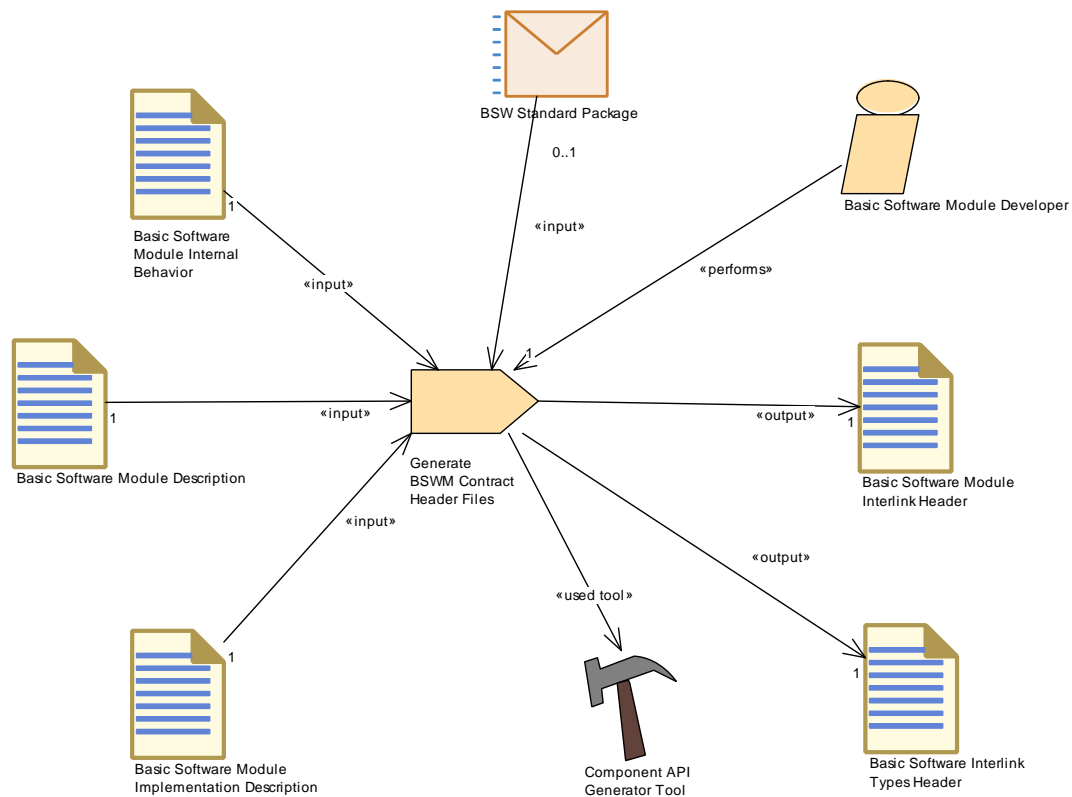 BSW Standard Package
0..1
«input»
Basic Software Module Developer
«performs»
1
1
Basic Software
Module Internal
Behavior
«input»
Basic Software Module Description
1
«input»
Generate
BSWM Contract
Header Files
«output»
1
Basic Software Module
Interlink Header
«input»
1
Basic Software Module
Implementation Description
«used tool»
Component API
Generator Tool
«output»
1
Basic Software Interlink
Types Header